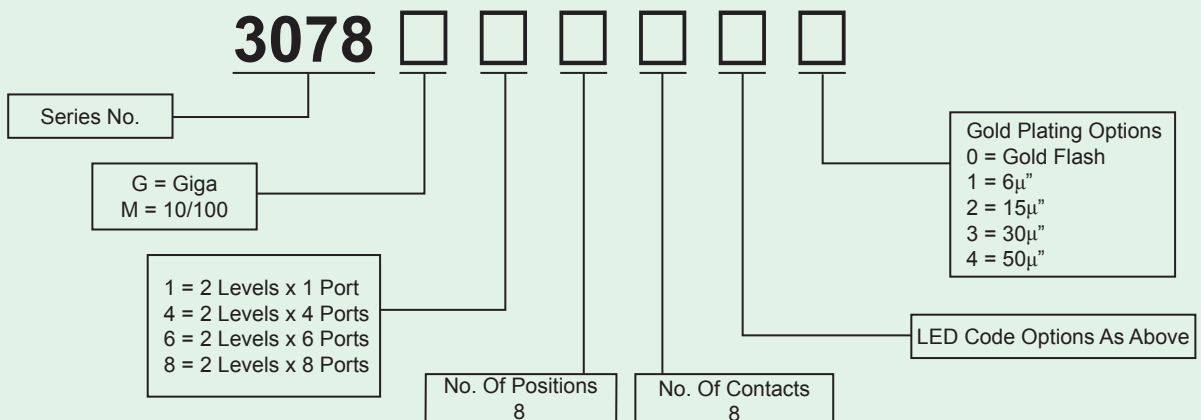 3078 □ □ □ □ □ □
Series No.
G = Giga
M = 10/100
1 = 2 Levels x 1 Port
4 = 2 Levels x 4 Ports
6 = 2 Levels x 6 Ports
8 = 2 Levels x 8 Ports
No. Of Positions
8
No. Of Contacts
8
LED Code Options As Above
Gold Plating Options
0 = Gold Flash
1 = 6µ”
2 = 15µ”
3 = 30µ”
4 = 50µ”